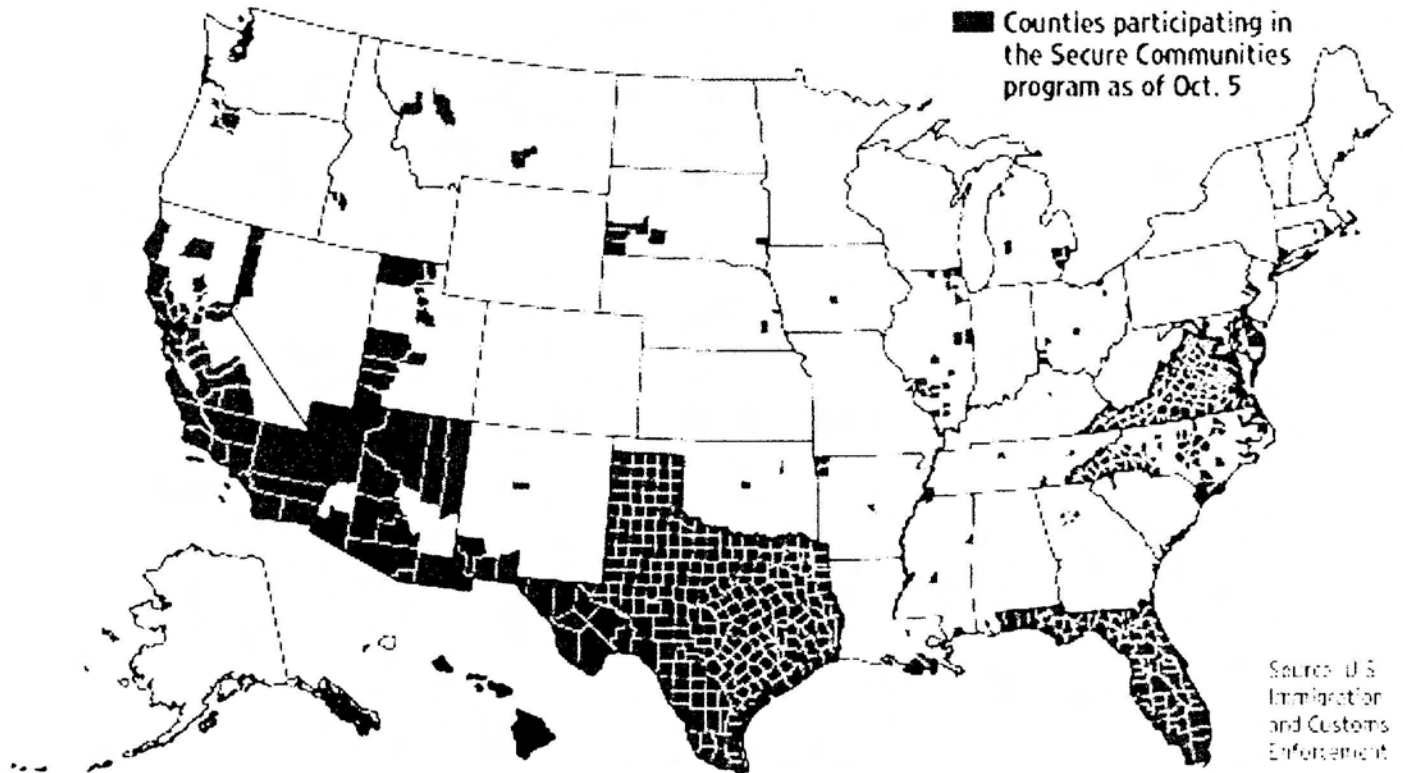 Counties participating in
the Secure Communities
program as of Oct. 5
Source U.S.
Immigration
and Customs
Enforcement